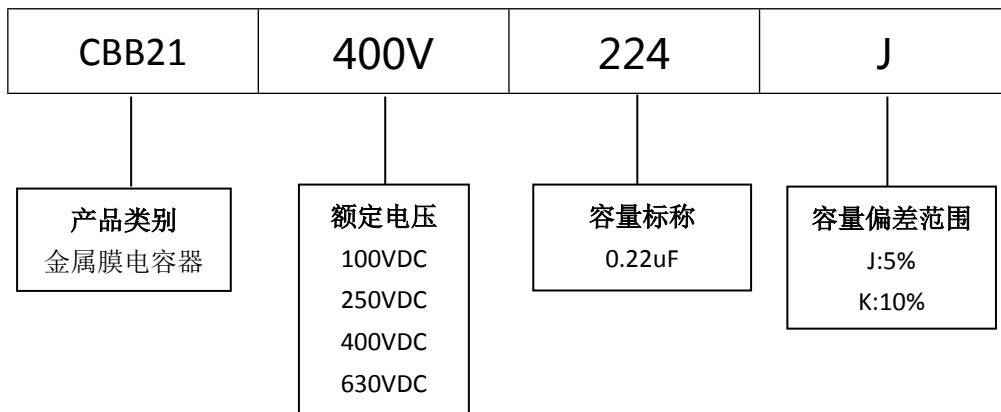 CBB21 400V 224 J
产品类别
金属膜电容器
额定电压
100VDC
250VDC
400VDC
630VDC
容量标称
0.22uF
容量偏差范围
J:5%
K:10%